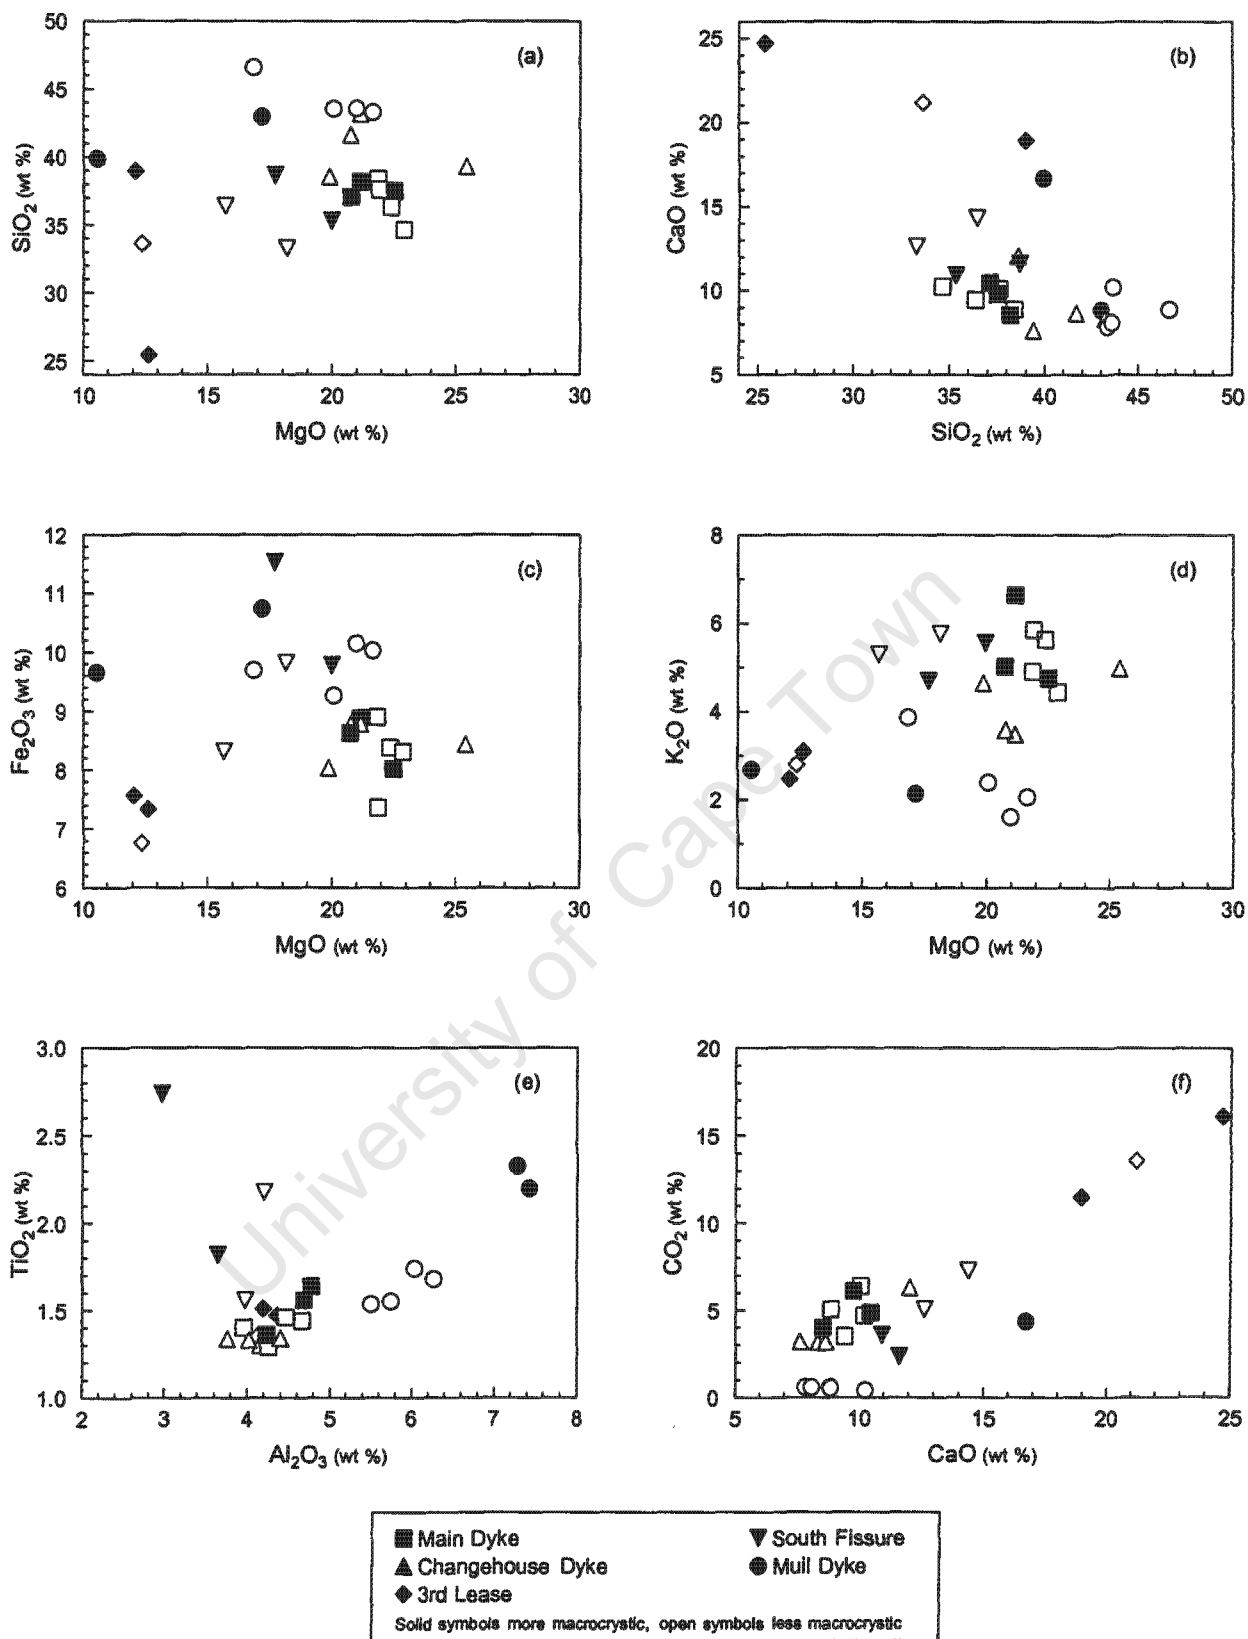 50
45
40
35
30
25
SiO₂ (wt %)
(a)
10 15 20 25 30
MgO (wt %)
25
20
15
10
5
CaO (wt %)
(b)
25 30 35 40 45 50
SiO₂ (wt %)
12
11
10
9
8
7
6
Fe₂O₃ (wt %)
(c)
10 15 20 25 30
MgO (wt %)
8
6
4
2
0
K₂O (wt %)
(d)
10 15 20 25 30
MgO (wt %)
3.0
2.5
2.0
1.5
1.0
TiO₂ (wt %)
(e)
2 3 4 5 6 7 8
Al₂O₃ (wt %)
20
15
10
5
0
CO₂ (wt %)
(f)
5 10 15 20 25
CaO (wt %)
University of Cape Town
Main Dyke
South Fissure
Changehouse Dyke
Muil Dyke
3rd Lease
Solid symbols more macrocrystic, open symbols less macrocrystic